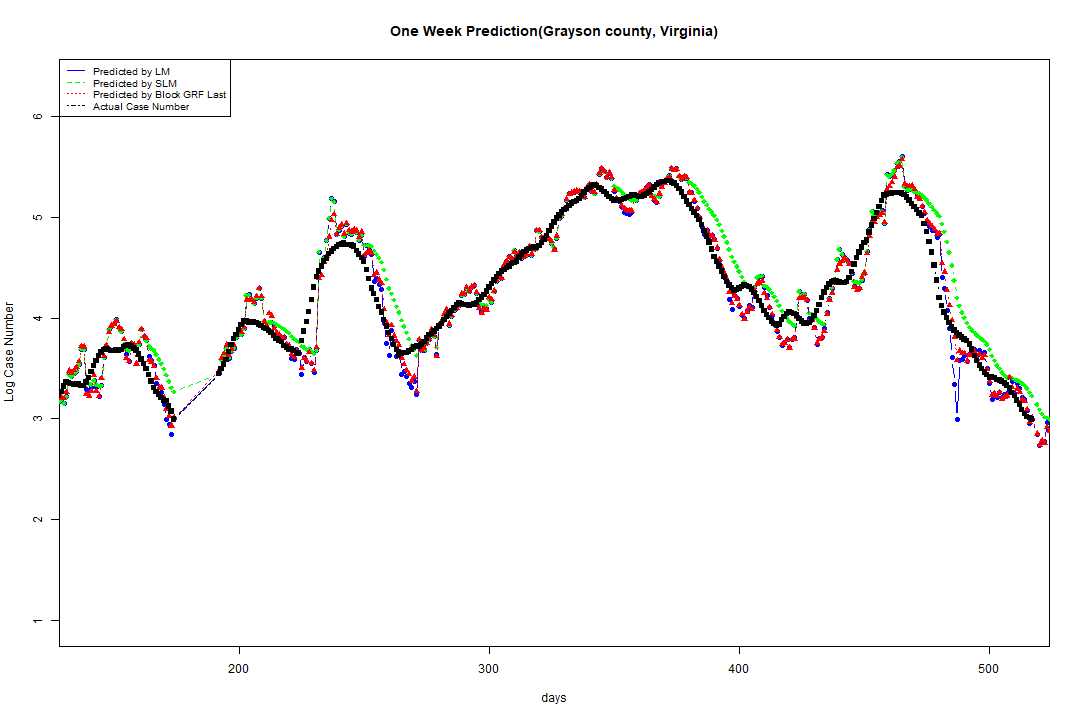 One Week Prediction(Grayson county, Virginia)
Predicted by LM
Predicted by SLM
Predicted by Block GRF Last
Actual Case Number
6
5
4
3
2
1
Log Case Number
200
300
400
500
days